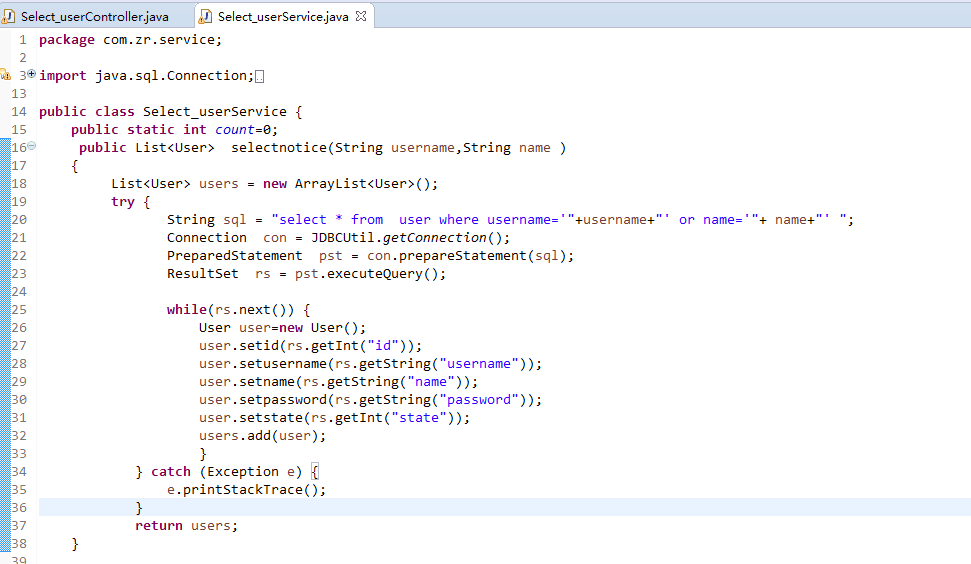 Select_userController.java Select_userService.java
1 package com.zr.service;
2
3 import java.sql.Connection;
13
14 public class Select_userService {
15 public static int count=0;
16 public List<User>  selectnotice(String username,String name )
17 {
18 List<User> users = new ArrayList<User>();
19 try {
20 String sql = "select * from  user where username='"+username+"' or name='"+ name+"' ";
21 Connection  con = JDBCUtil.getConnection();
22 PreparedStatement  pst = con.prepareStatement(sql);
23 ResultSet  rs = pst.executeQuery();
24
25 while(rs.next()) {
26 User user=new User();
27 user.setid(rs.getInt("id"));
28 user.setusername(rs.getString("username"));
29 user.setname(rs.getString("name"));
30 user.setpassword(rs.getString("password"));
31 user.setstate(rs.getInt("state"));
32 users.add(user);
33 }
34 } catch (Exception e) {
35 e.printStackTrace();
36 }
37 return users;
38 }
39